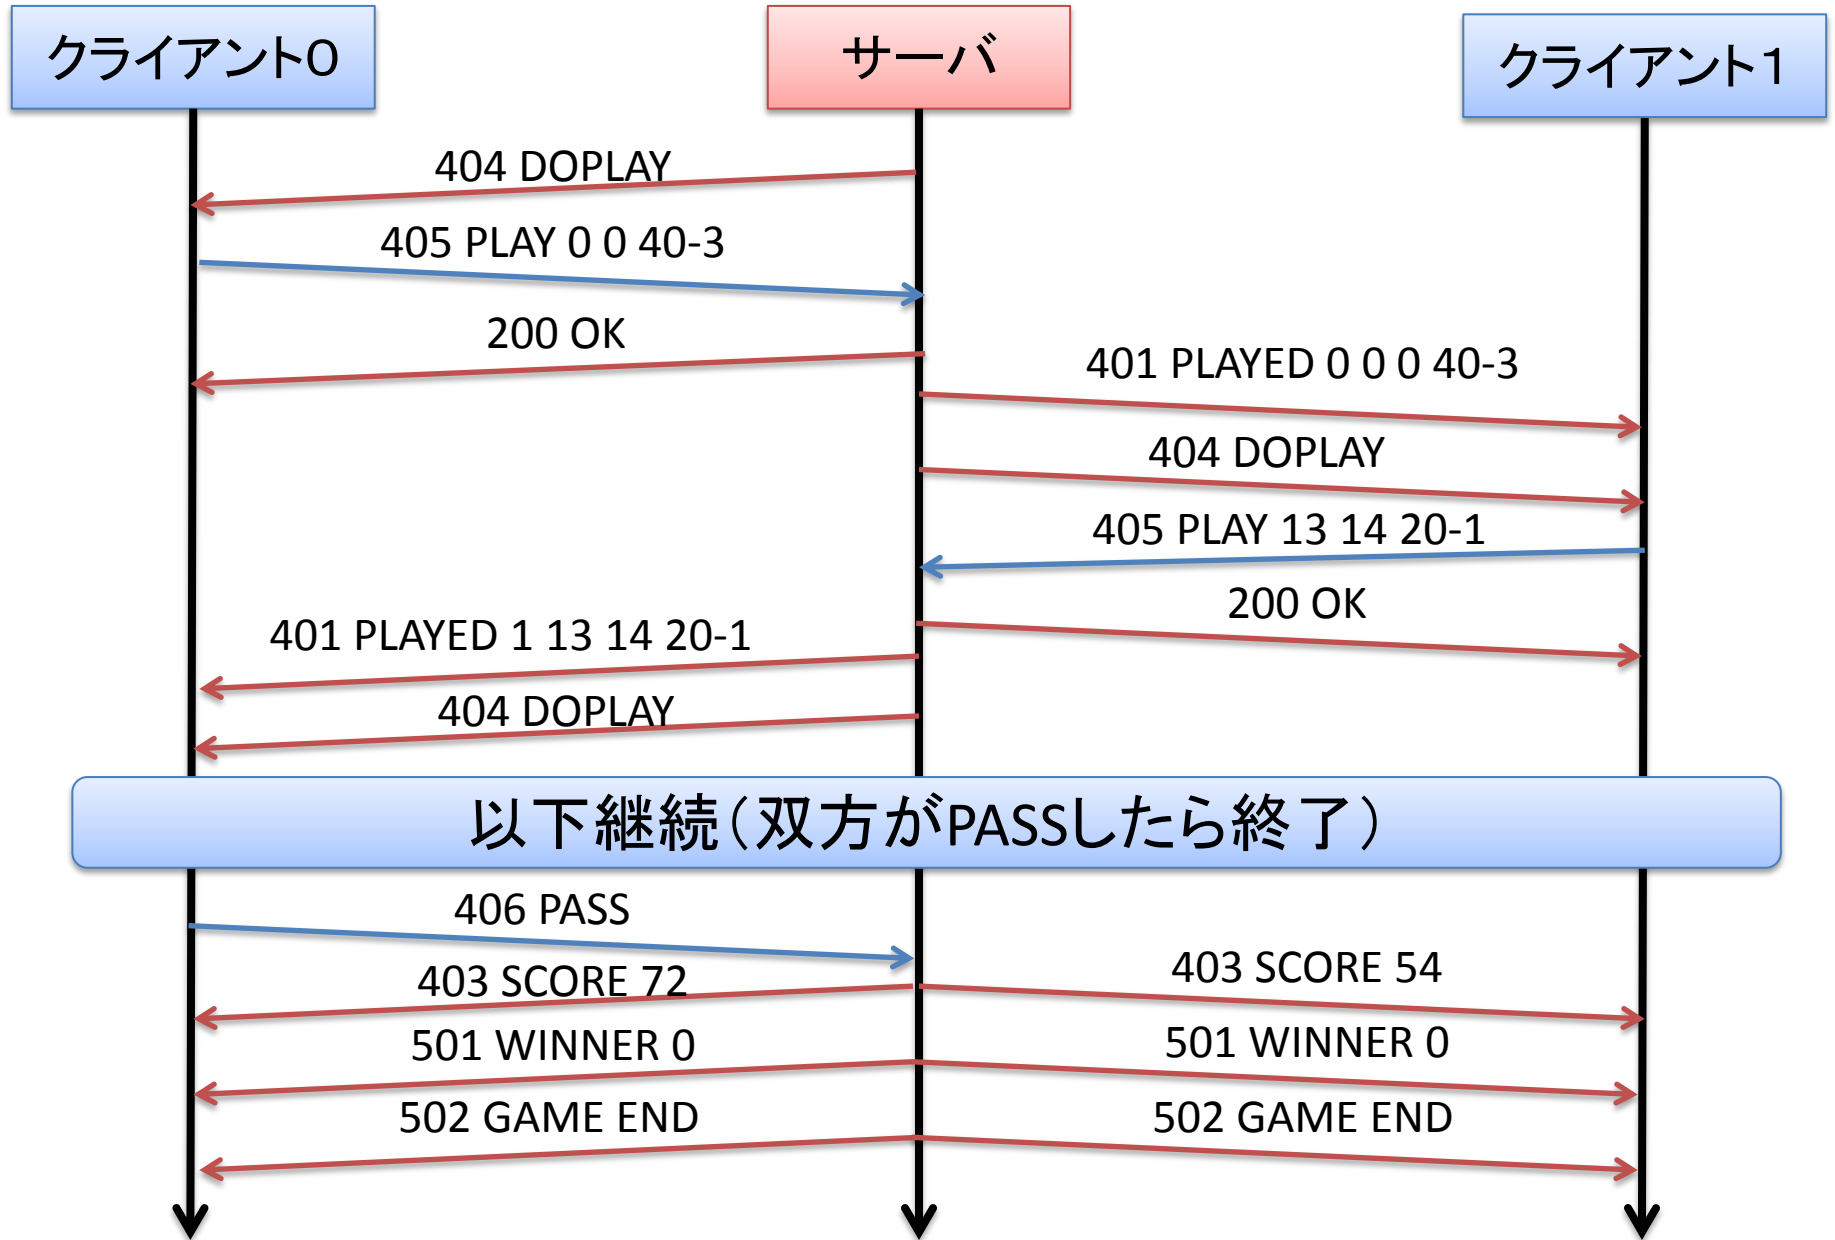 クライアント0
サーバ
クライアント1
404 DOPLAY
405 PLAY 0 0 40-3
200 OK
401 PLAYED 0 0 0 40-3
404 DOPLAY
405 PLAY 13 14 20-1
200 OK
401 PLAYED 1 13 14 20-1
404 DOPLAY
以下継続(双方がPASSしたら終了)
406 PASS
403 SCORE 72
403 SCORE 54
501 WINNER 0
501 WINNER 0
502 GAME END
502 GAME END